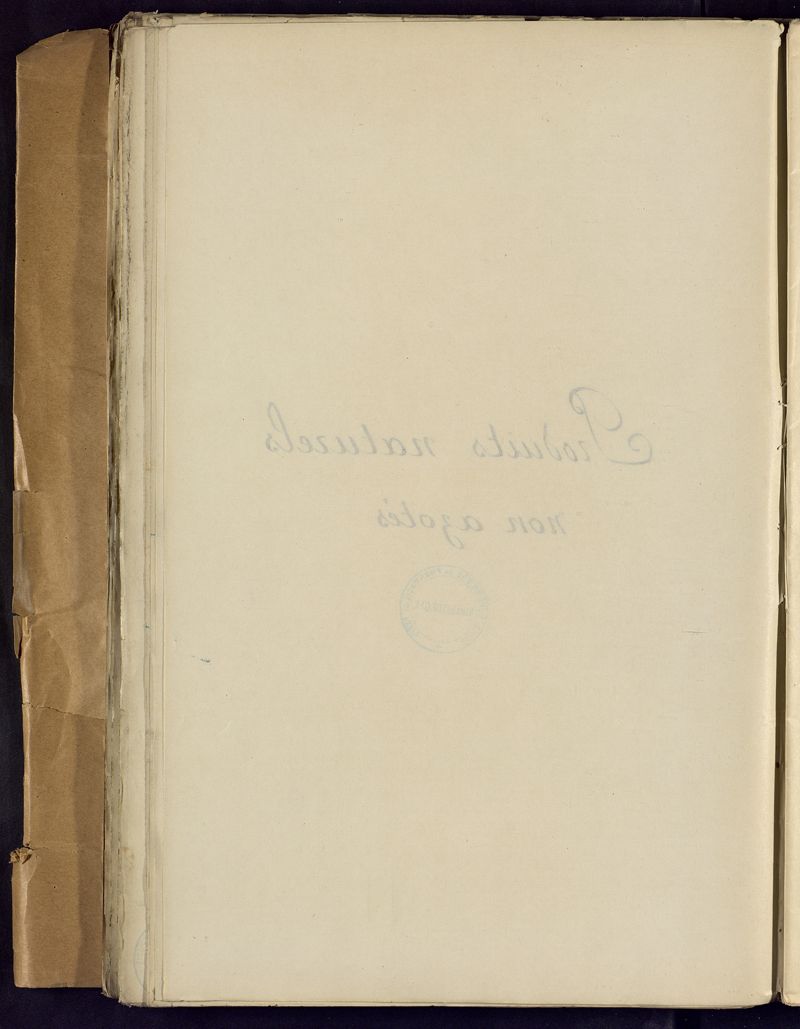 Produits naturels
non azotés